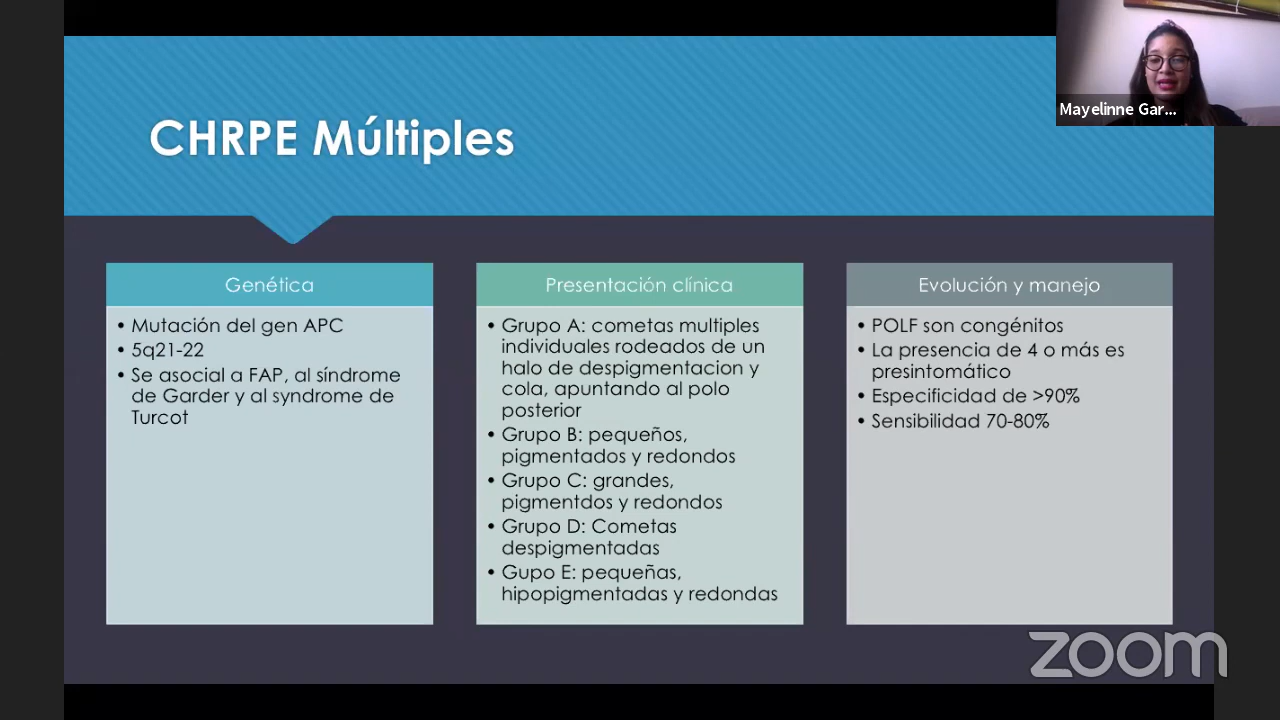 Mayelinne Gar...
CHRPE Múltiples
Genética
• Mutación del gen APC
• 5q21-22
• Se asocial a FAP, al síndrome
de Garder y al syndrome de
Turcot
Presentación clínica
• Grupo A: cometas multiples
individuales rodeados de un
halo de despigmentacion y
cola, apuntando al polo
posterior
• Grupo B: pequeños,
pigmentados y redondos
• Grupo C: grandes,
pigmentdos y redondos
• Grupo D: Cometas
despigmentadas
• Gupo E: pequeñas,
hipopigmentadas y redondas
Evolución y manejo
• POLF son congénitos
• La presencia de 4 o más es
presintomático
• Especificidad de >90%
• Sensibilidad 70-80%
zoom